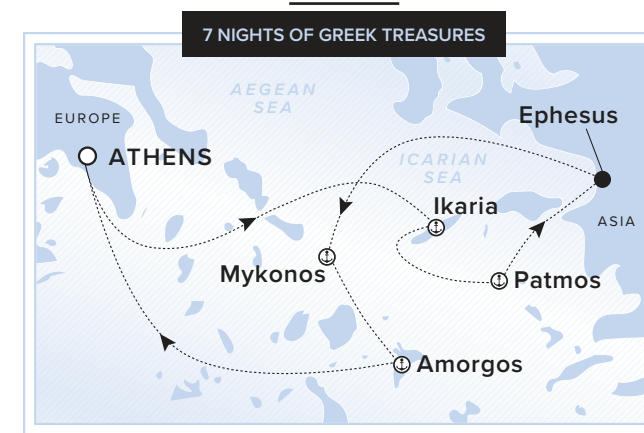 7 NIGHTS OF GREEK TREASURES
AEGEAN
SEA
EUROPE
Ephesus
ATHENS
ICARIAN
SEA
Ikaria
ASIA
Mykonos
Patmos
Amorgos